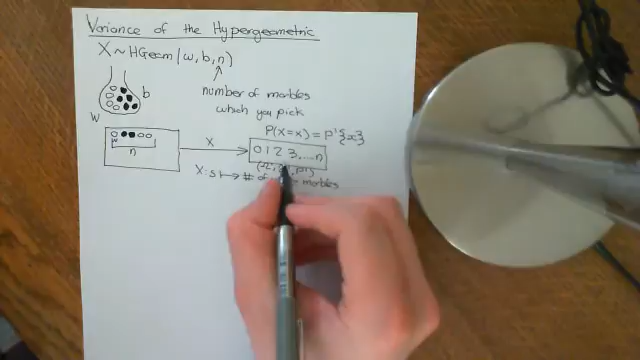 Variance of the Hypergeometric
X ~ HGeom (w, b, n)
number of marbles
which you pick
b
w
P(X=x) = P'{x}
w
n
X
0 1 2 3, ..... n
X: s ↦ # of marbles